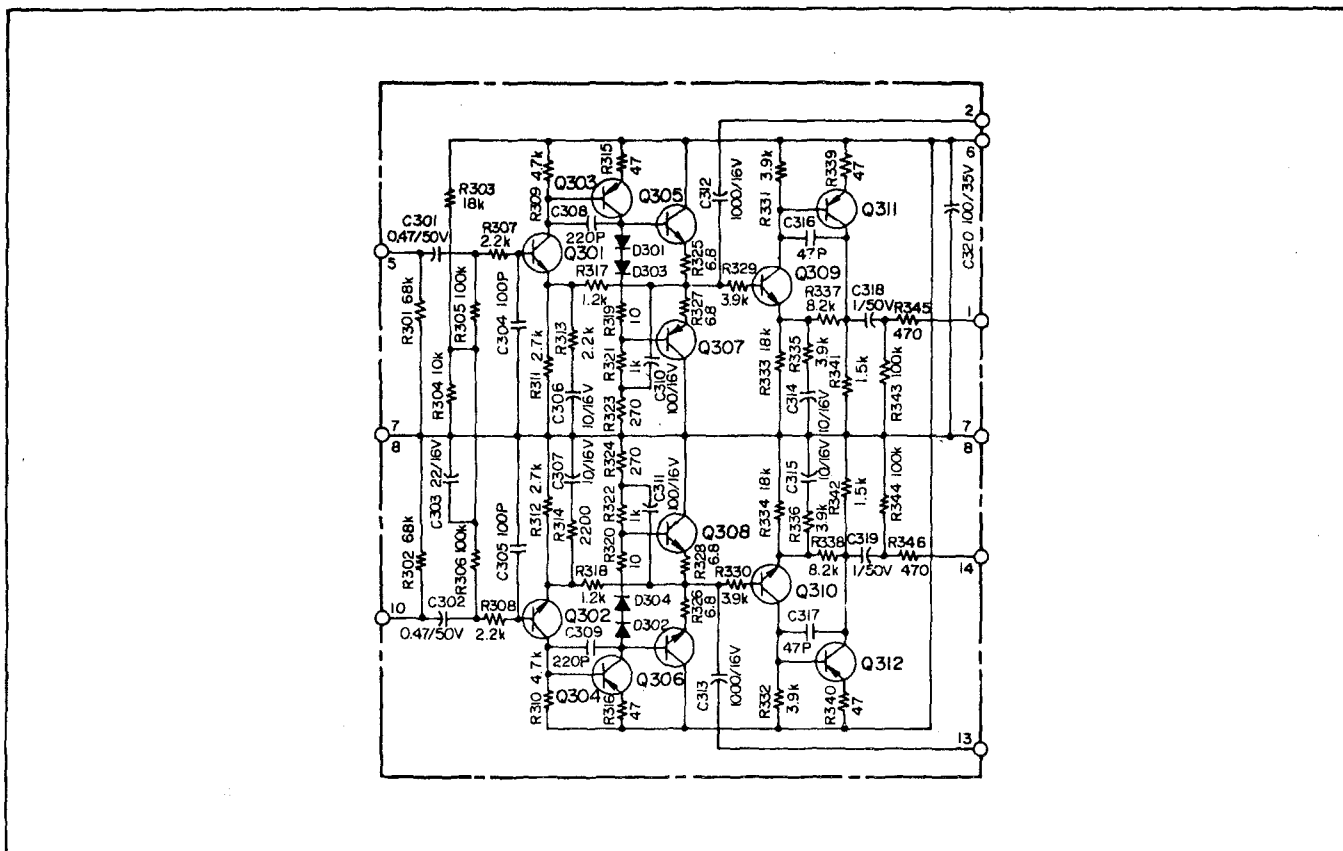 2
6
C320 100/35V
R309 4.7k
R315 47
Q303
Q305
C312 1000/16V
R331 3.9k
R339 47
Q311
R303
18k
C308
220P
C316
47P
C301
0.47/50V
R307
2.2k
Q301
D301
D303
R325 6.8
R329
3.9k
Q309
R337
8.2k
C318
1/50V
R345
470
5
1
R301 68k
R305 100k
C304 100P
R317
1.2k
R319 10
R327 6.8
Q307
R311 2.7k
R313 2.2k
R321 1k
C310 100/16V
R333 18k
R335 3.9k
R341 1.5k
R343 100k
R304 10k
C306 10/16V
R323 270
C314 10/16V
7
8
7
8
C303 22/16V
R312 2.7k
C307 10/16V
R324 270
C311 100/16V
R334 18k
C315 10/16V
R342 1.5k
R344 100k
R302 68k
R306 100k
C305 100P
R314 2200
R322 1k
R320 10
Q308
R328 6.8
R336 3.9k
R338
8.2k
C319
1/50V
R346
470
14
R318
1.2k
R330
3.9k
Q310
10
C302
0.47/50V
R308
2.2k
Q302
D304
D302
R326 6.8
C309
220P
C317
47P
Q312
R310 4.7k
Q304
R316 47
Q306
C313 1000/16V
R332 3.9k
R340 47
13